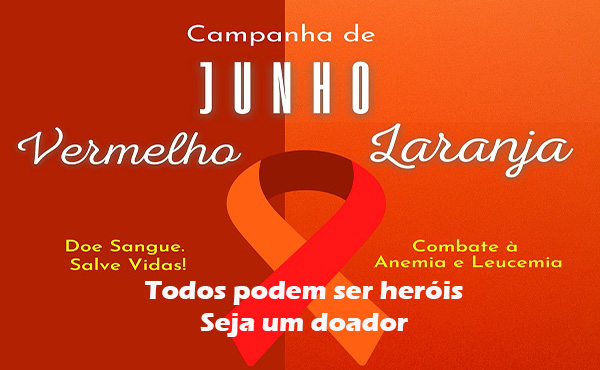 Campanha de
JUNHO
Vermelho
Laranja
Doe Sangue.
Salve Vidas!
Combate à
Anemia e Leucemia
Todos podem ser heróis
Seja um doador